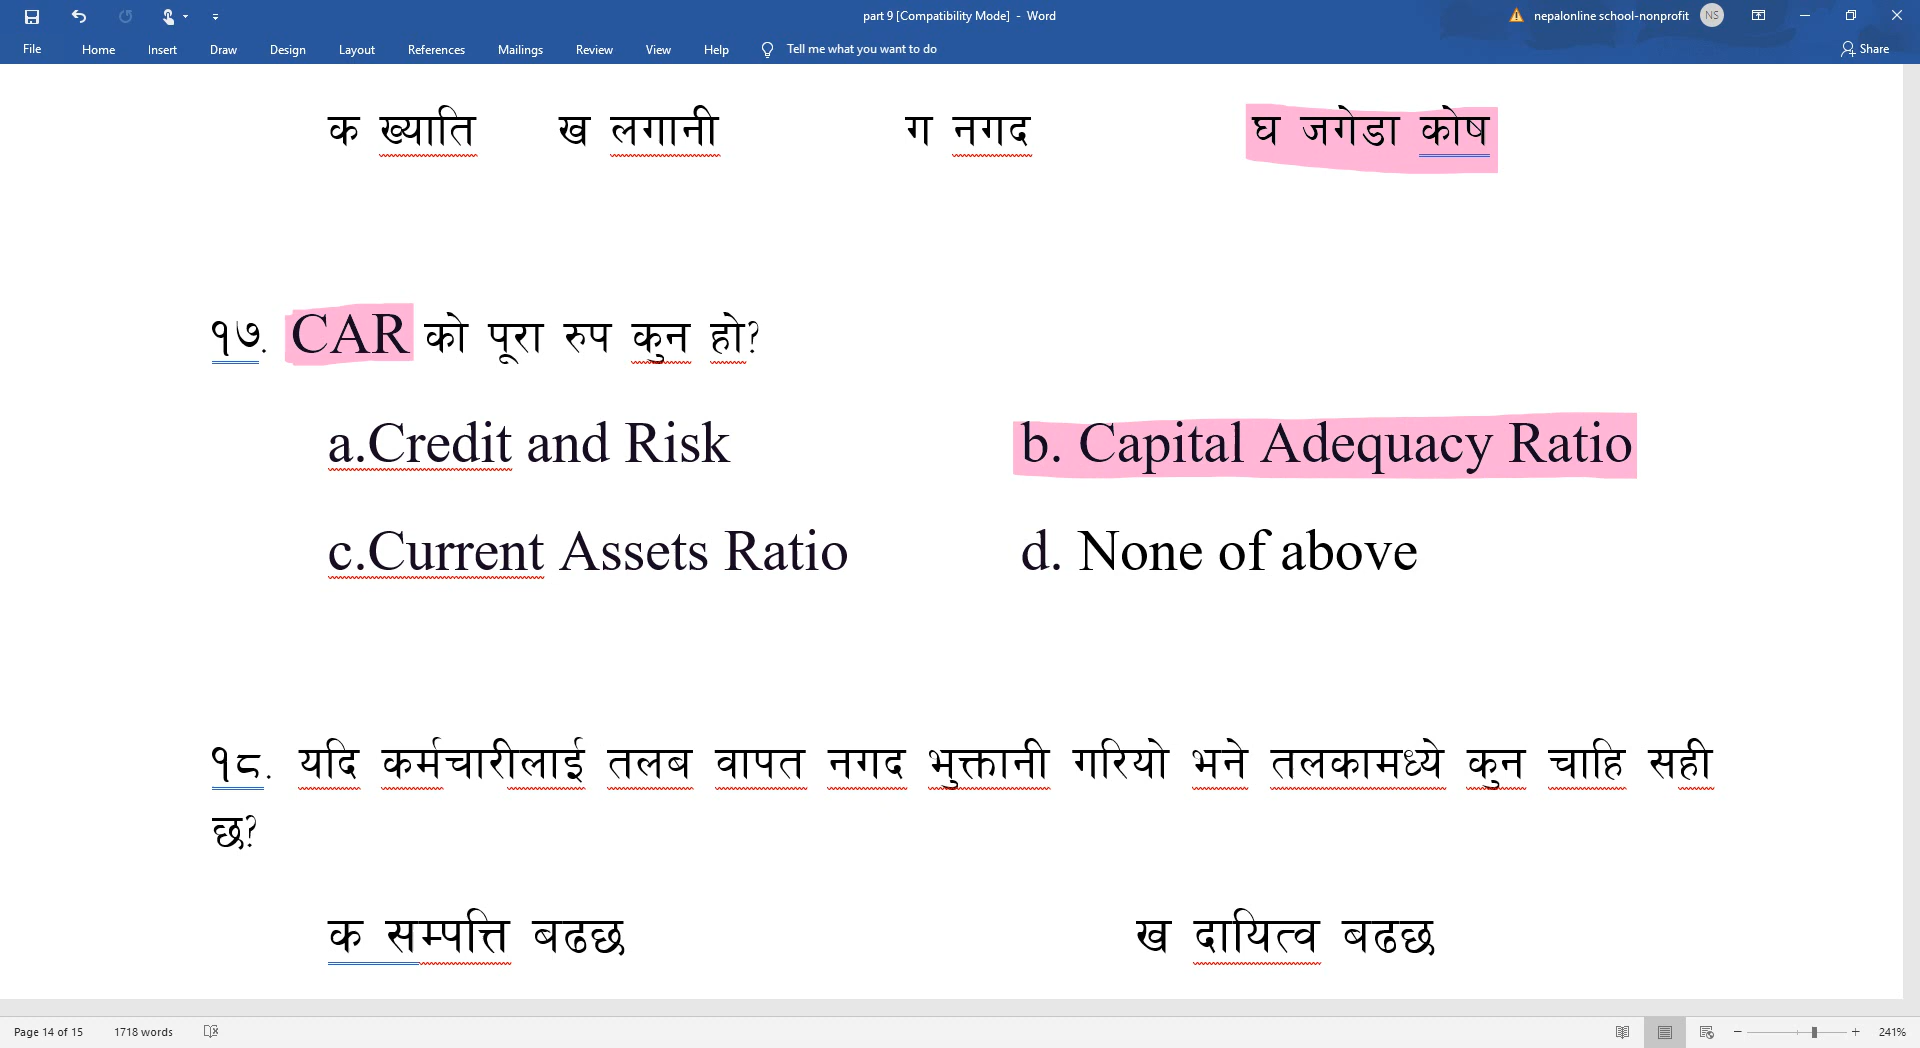 part 9 [Compatibility Mode] - Word
nepalonline school-nonprofit NS
File Home Insert Draw Design Layout References Mailings Review View Help Tell me what you want to do Share
क ख्याति ख लगानी ग नगद घ जगेडा कोष
१७. CAR को पूरा रुप कुन हो?
a.Credit and Risk b. Capital Adequacy Ratio
c.Current Assets Ratio d. None of above
१८. यदि कर्मचारीलाई तलब वापत नगद भुक्तानी गरियो भने तलकामध्ये कुन चाहि सही
छ?
क सम्पत्ति बढछ ख दायित्व बढछ
Page 14 of 15 1718 words 241%